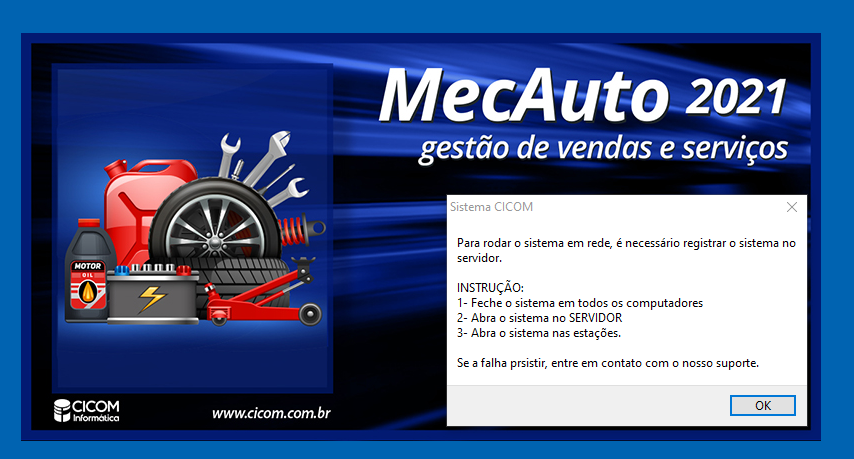 MecAuto 2021
gestão de vendas e serviços
Sistema CICOM
Para rodar o sistema em rede, é necessário registrar o sistema no
servidor.
INSTRUÇÃO:
1- Feche o sistema em todos os computadores
2- Abra o sistema no SERVIDOR
3- Abra o sistema nas estações.
Se a falha prsistir, entre em contato com o nosso suporte.
OK
MOTOR
OIL
CICOM
Informática
www.cicom.com.br